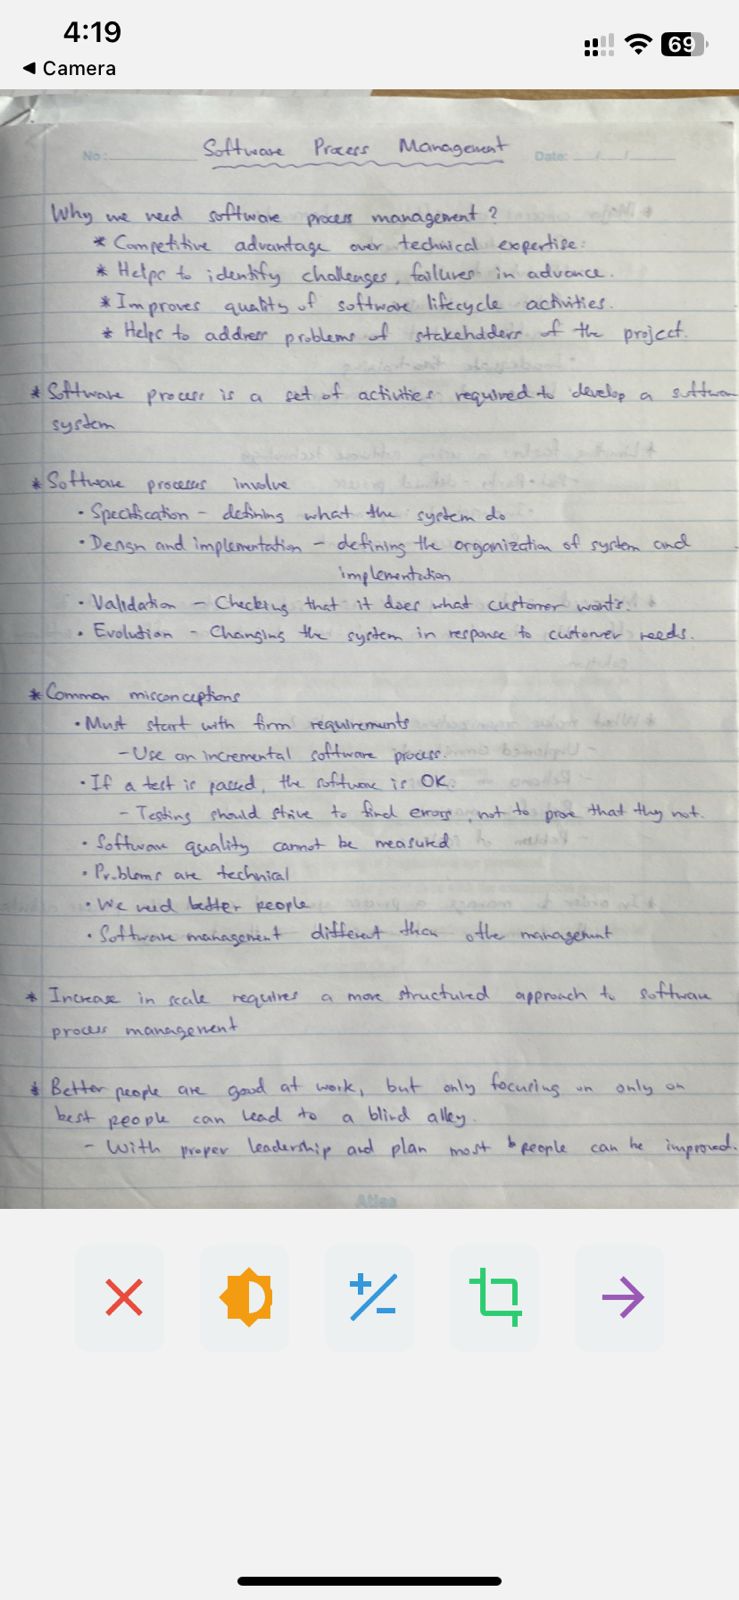 4:19
69
◀ Camera
No:
Software Process Management
Date: / /
Why we need software process management?
* Competitive advantage over technical expertise.
* Helps to identify challenges, failures in advance.
* Improves quality of software lifecycle activities.
* Helps to address problems of stakeholders of the project.
* Software process is a set of activities required to develop a software
system
* Software processes involve
• Specification - defining what the system do
• Design and implementation - defining the organization of system and
implementation
• Validation - Checking that it does what customer wants.
• Evolution - Changing the system in response to customer needs.
* Common misconceptions
• Must start with firm requirements
- Use an incremental software process.
• If a test is passed, the software is OK.
- Testing should strive to find errors, not to prove that they not.
• Software quality cannot be measured
• Problems are technical
• We need better people
• Software management different than othe management
* Increase in scale requires a more structured approach to software
process management
* Better people are good at work, but only focusing on only on
best people can lead to a blind alley.
- With proper leadership and plan most people can be improved.
Atlas